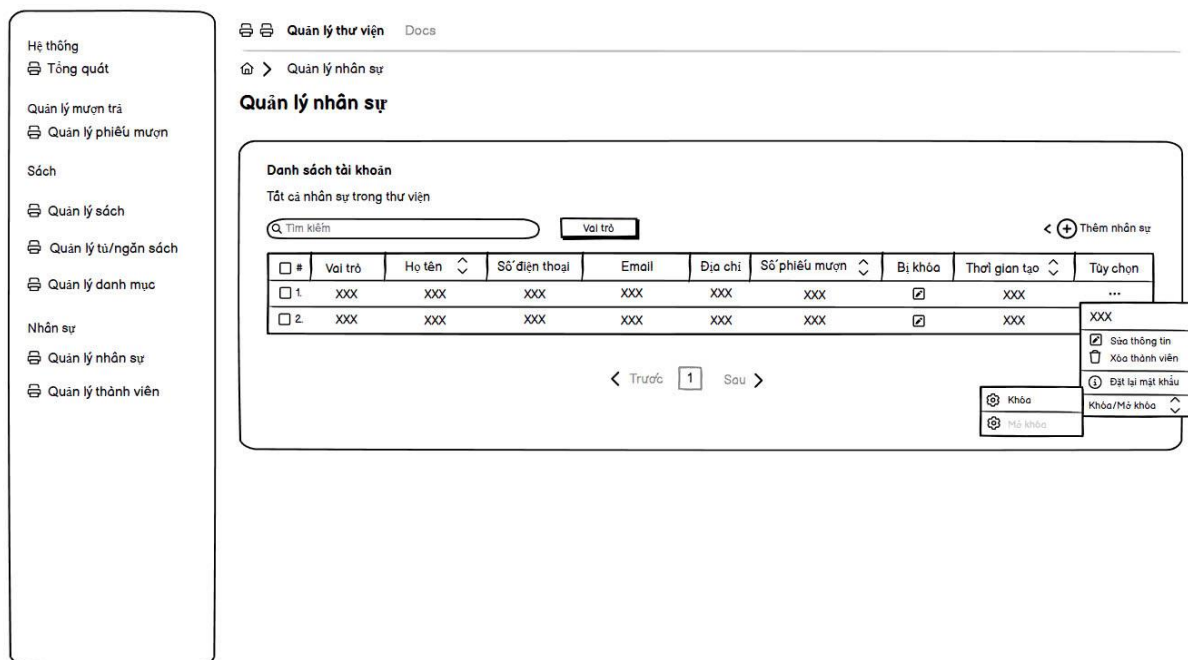 Hệ thống
Tổng quát
Quản lý mượn trả
Quản lý phiếu mượn
Sách
Quản lý sách
Quản lý tủ/ngăn sách
Quản lý danh mục
Nhân sự
Quản lý nhân sự
Quản lý thành viên
Quản lý thư viện Docs
Quản lý nhân sự
Quản lý nhân sự
Danh sách tài khoản
Tất cả nhân sự trong thư viện
Tìm kiếm Vai trò < Thêm nhân sự
# Vai trò Họ tên Số điện thoại Email Địa chỉ Số phiếu mượn Bị khóa Thời gian tạo Tùy chọn
1. XXX XXX XXX XXX XXX XXX XXX ...
2. XXX XXX XXX XXX XXX XXX XXX
XXX
Sửa thông tin
Xóa thành viên
Đặt lại mật khẩu
Khóa/Mở khóa
Khóa
Mở khóa
Trước 1 Sau